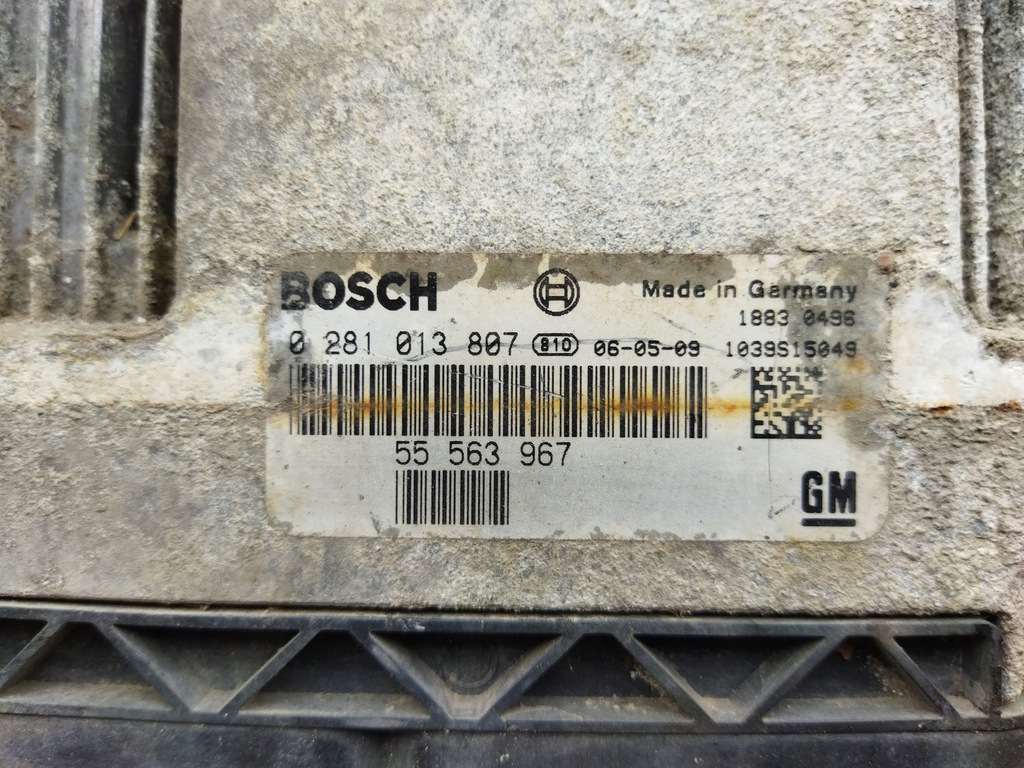 BOSCH Made in Germany
1883 0496
0 281 013 807 810 06-05-09 1039S15049
55 563 967
GM